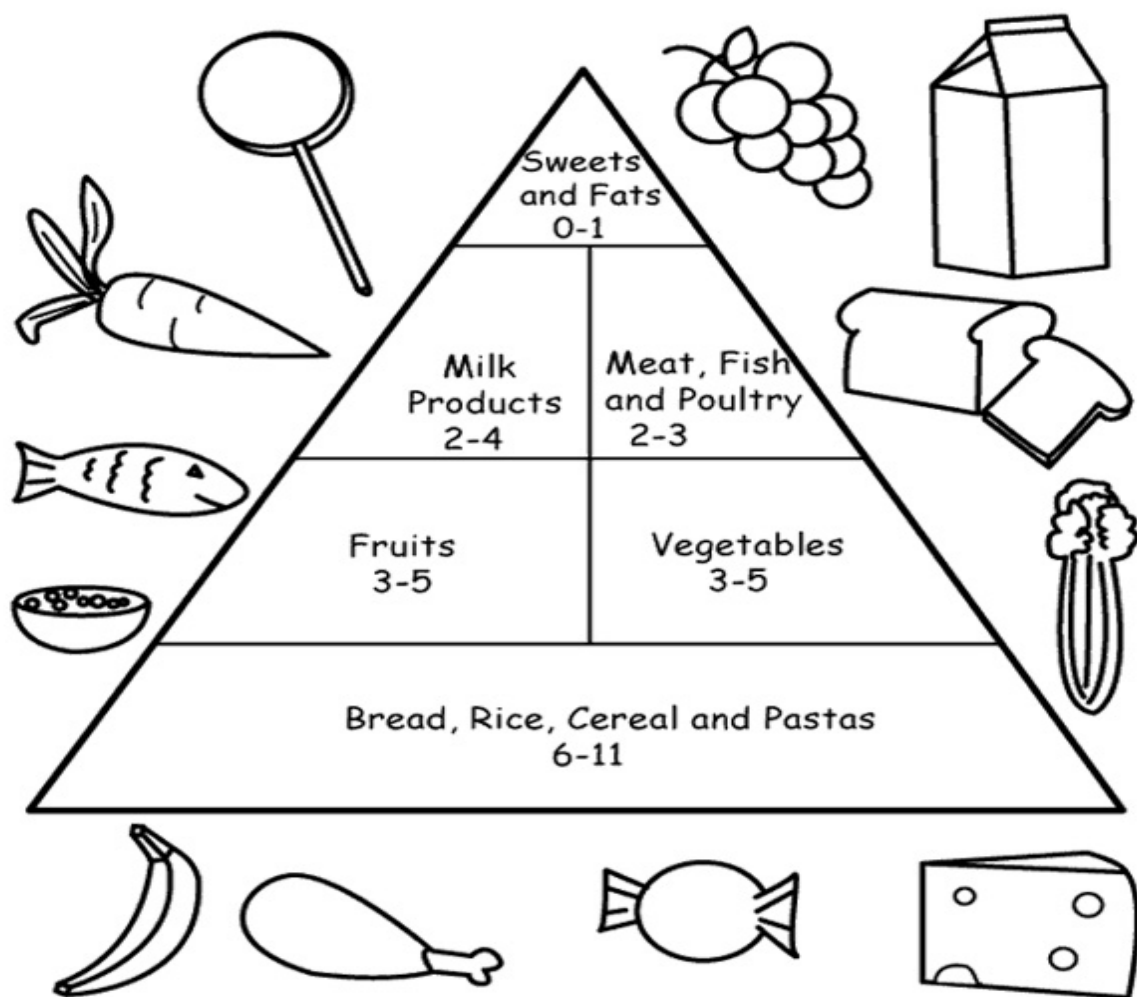 Sweets
and Fats
0-1
Milk
Products
2-4
Meat, Fish
and Poultry
2-3
Fruits
3-5
Vegetables
3-5
Bread, Rice, Cereal and Pastas
6-11